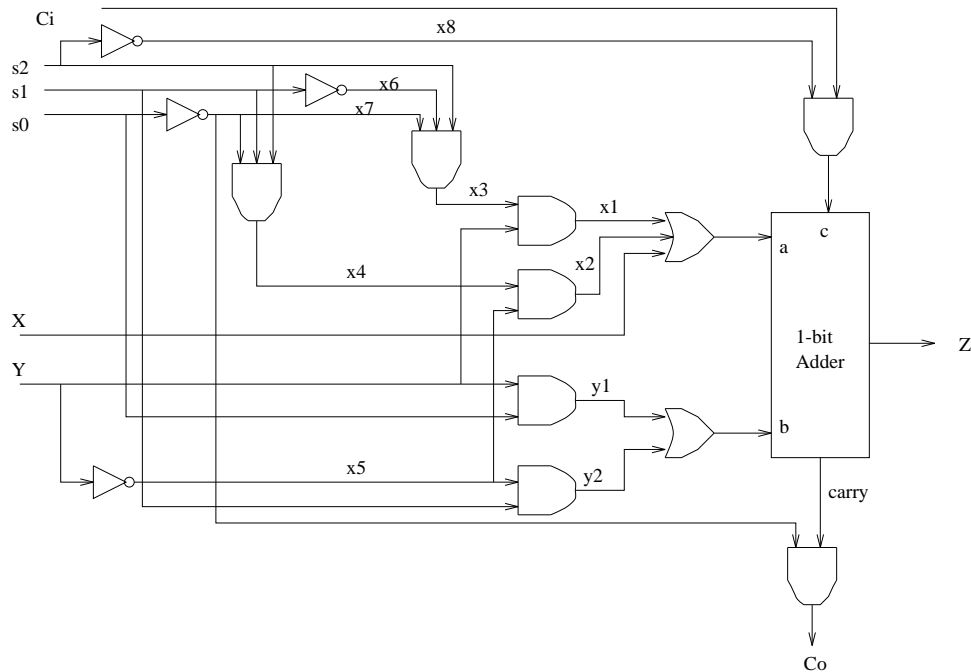 Ci
x8
s2
s1
x6
s0
x7
x3
x1
c
a
x4
x2
X
1-bit
Adder
Z
Y
y1
b
x5
y2
carry
Co